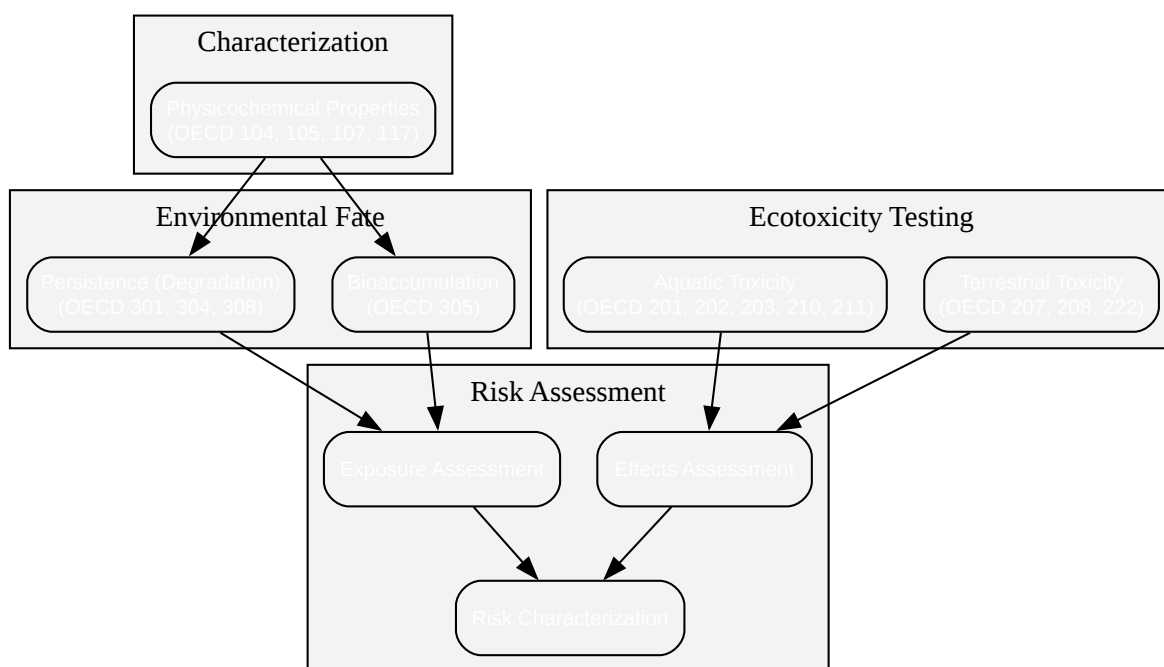 Characterization
Physicochemical Properties
(OECD 104, 105, 107, 117)
Environmental Fate
Persistence (Degradation)
(OECD 301, 304, 308)
Bioaccumulation
(OECD 305)
Ecotoxicity Testing
Aquatic Toxicity
(OECD 201, 202, 203, 210, 211)
Terrestrial Toxicity
(OECD 207, 208, 222)
Risk Assessment
Exposure Assessment
Effects Assessment
Risk Characterization